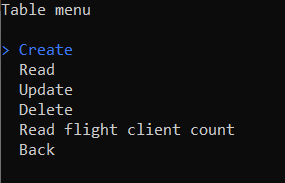 Table menu
> Create
Read
Update
Delete
Read flight client count
Back